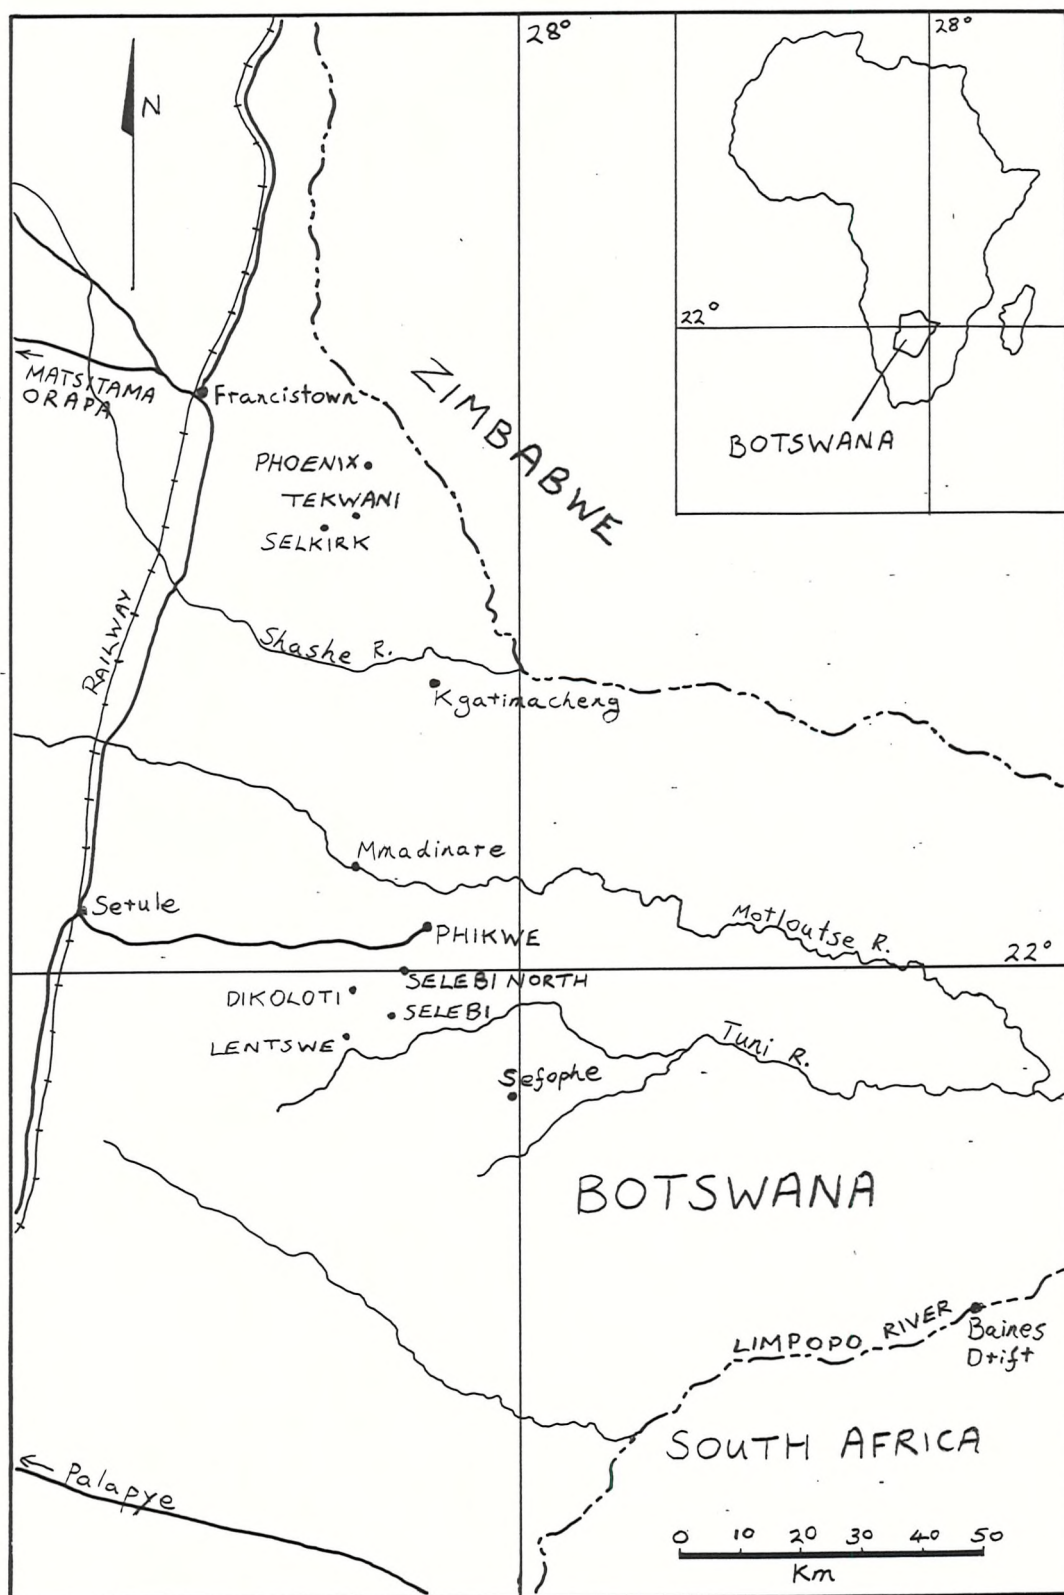 28°
28°
N
22°
BOTSWANA
MATSITAMA
ORAPA
Francistown
ZIMBABWE
PHOENIX
TEKWANI
SELKIRK
RAILWAY
Shashe R.
Kgatimacheng
Mmadinare
Serule
Motloutse R.
PHIKWE
22°
SELEBI NORTH
DIKOLOTI
SELEBI
LENTSWE
Tuni R.
Sefophe
BOTSWANA
LIMPOPO RIVER
Baines
Drift
SOUTH AFRICA
Palapye
0 10 20 30 40 50
Km